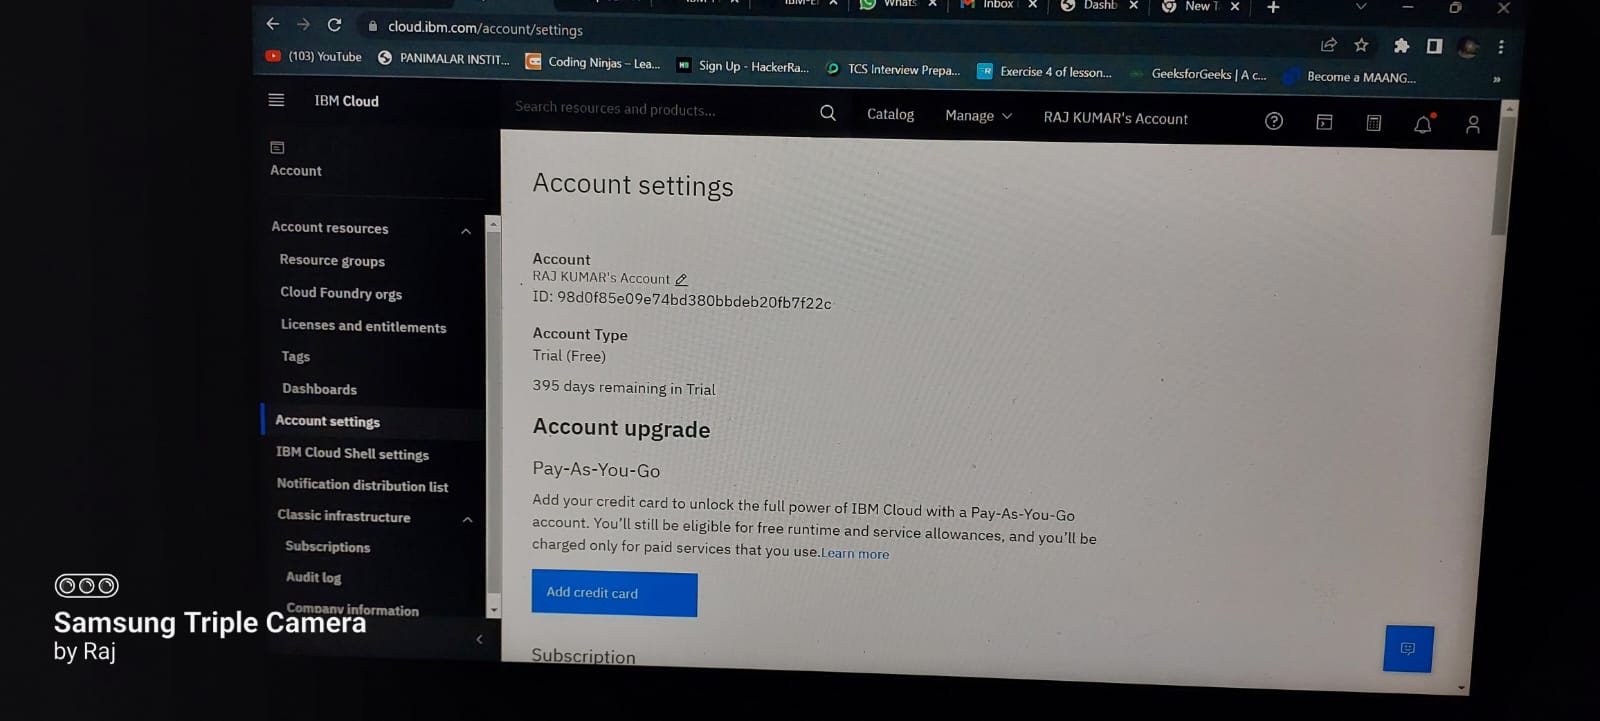 Whats
Inbox
Dashb
New T
cloud.ibm.com/account/settings
(103) YouTube
PANIMALAR INSTIT...
Coding Ninjas – Lea...
Sign Up - HackerRa...
TCS Interview Prepa...
Exercise 4 of lesson...
GeeksforGeeks | A c...
Become a MAANG...
»
IBM Cloud
Search resources and products...
Catalog
Manage
RAJ KUMAR's Account
Account
Account resources
Resource groups
Cloud Foundry orgs
Licenses and entitlements
Tags
Dashboards
Account settings
IBM Cloud Shell settings
Notification distribution list
Classic infrastructure
Subscriptions
Audit log
Company information
Account settings
Account
RAJ KUMAR's Account
ID: 98d0f85e09e74bd380bbdeb20fb7f22c
Account Type
Trial (Free)
395 days remaining in Trial
Account upgrade
Pay-As-You-Go
Add your credit card to unlock the full power of IBM Cloud with a Pay-As-You-Go
account. You'll still be eligible for free runtime and service allowances, and you'll be
charged only for paid services that you use.Learn more
Add credit card
Subscription
Samsung Triple Camera
by Raj